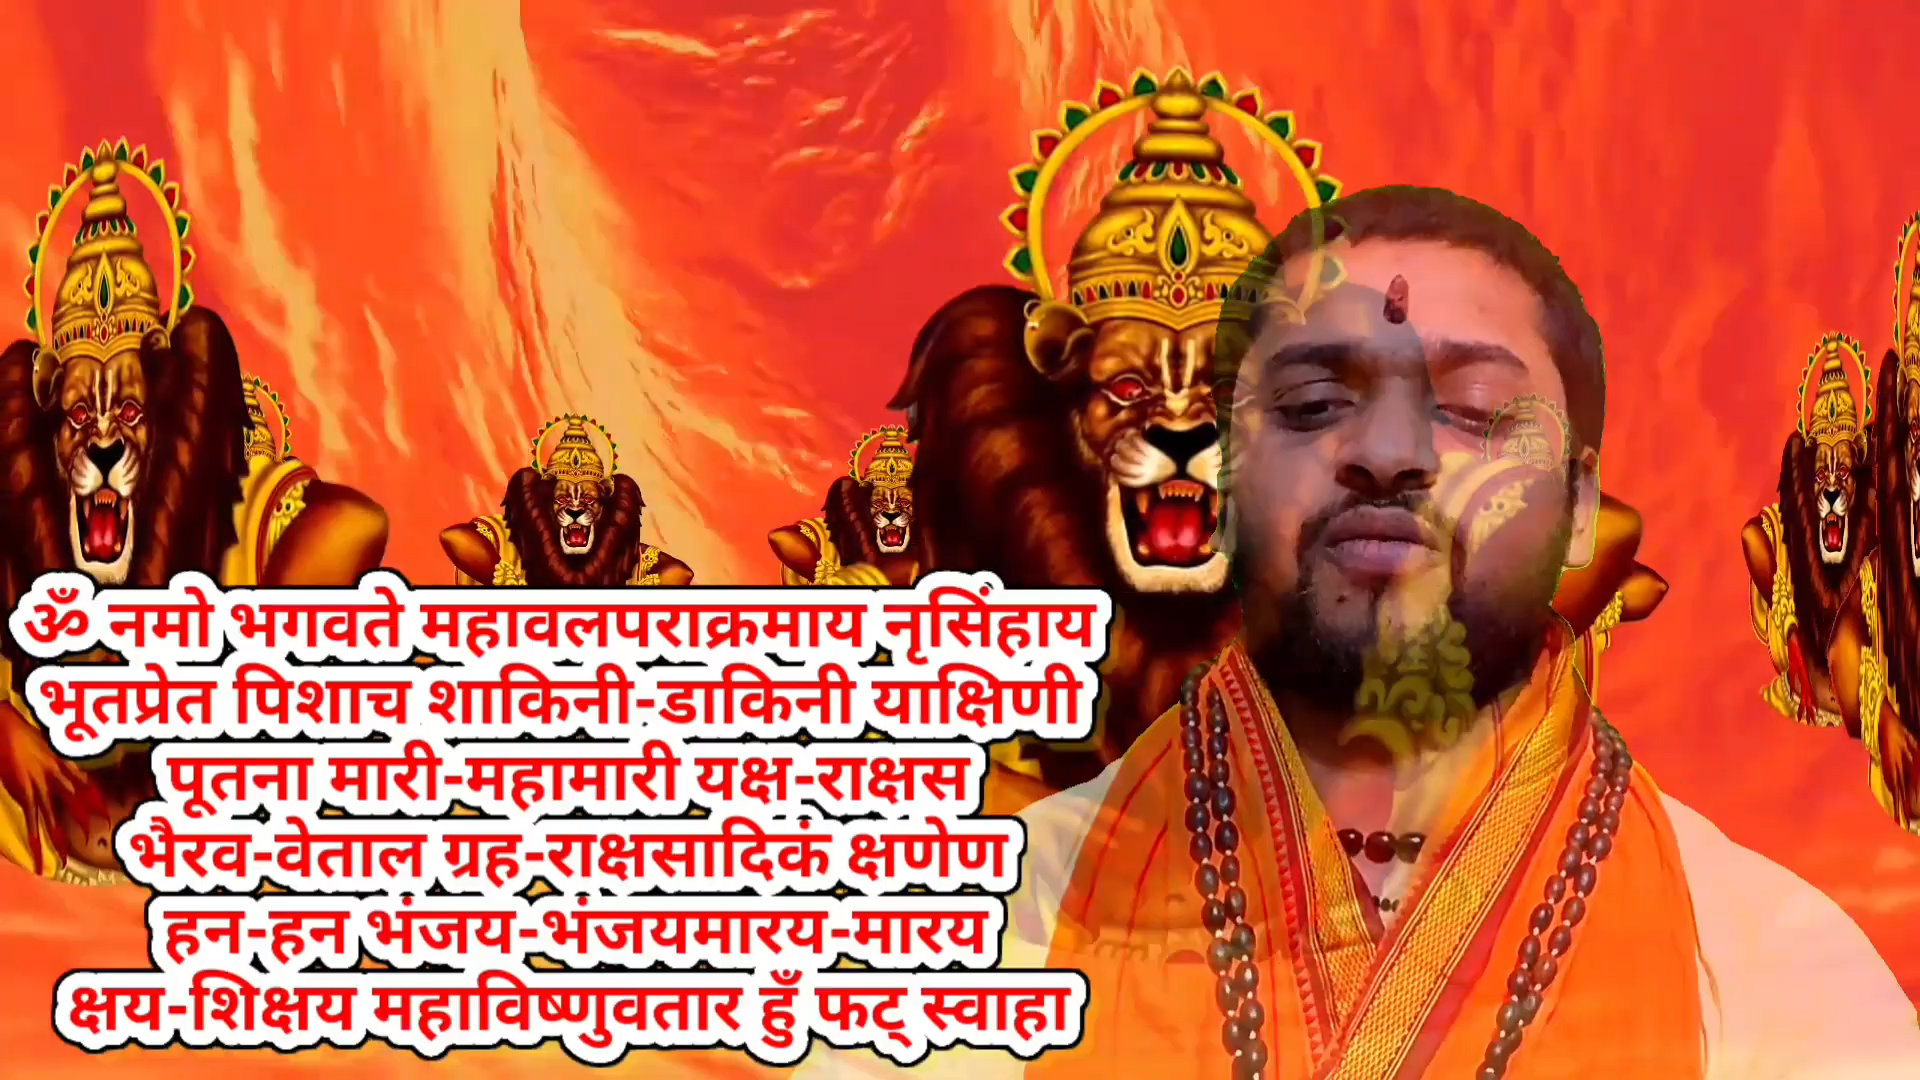 ॐ नमो भगवते महावलपराक्रमाय नृसिंहाय
भूतप्रेत पिशाच शाकिनी-डाकिनी याक्षिणी
पूतना मारी-महामारी यक्ष-राक्षस
भैरव-वेताल ग्रह-राक्षसादिकं क्षणेण
हन-हन भंजय-भंजयमारय-मारय
क्षय-शिक्षय महाविष्णुवतार हुँ फट् स्वाहा